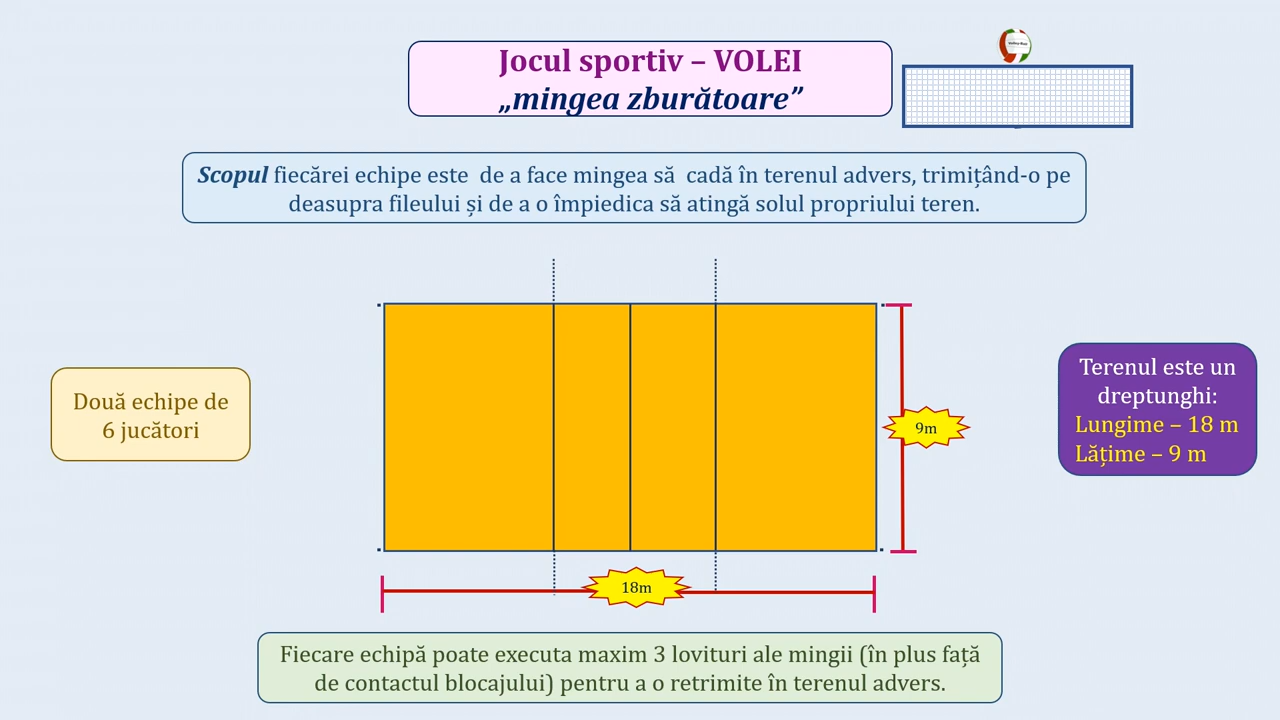 Jocul sportiv – VOLEI
„mingea zburătoare”
Scopul fiecărei echipe este de a face mingea să cadă în terenul advers, trimițând-o pe
deasupra fileului și de a o împiedica să atingă solul propriului teren.
Două echipe de
6 jucători
9m
Terenul este un
dreptunghi:
Lungime – 18 m
Lățime – 9 m
18m
Fiecare echipă poate executa maxim 3 lovituri ale mingii (în plus față
de contactul blocajului) pentru a o retrimite în terenul advers.